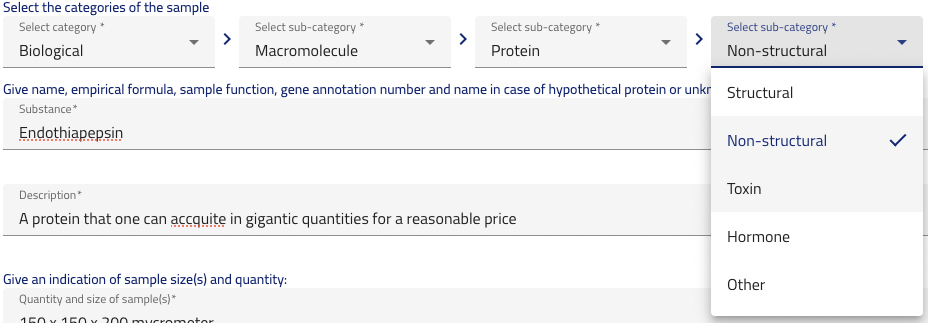 Select the categories of the sample
Select category *
Biological
Select sub-category *
Macromolecule
Select sub-category *
Protein
Select sub-category *
Non-structural
Structural
Non-structural
Toxin
Hormone
Other
Give name, empirical formula, sample function, gene annotation number and name in case of hypothetical protein or unkn
Substance*
Endothiapepsin
Description*
A protein that one can accquite in gigantic quantities for a reasonable price
Give an indication of sample size(s) and quantity:
Quantity and size of sample(s)*
150 x 150 x 200 mycrometer